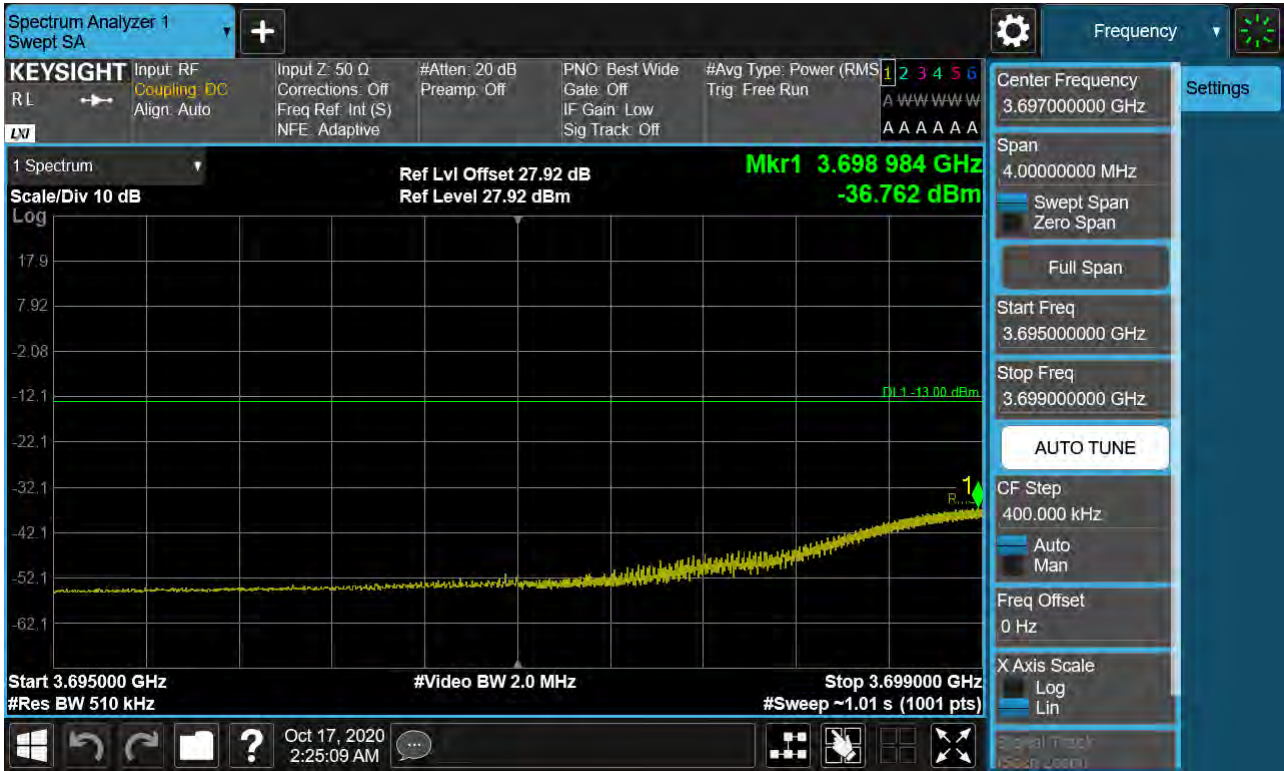 Spectrum Analyzer 1
Swept SA
+
Frequency
KEYSIGHT
R L
LXI
Input: RF
Coupling: DC
Align: Auto
Input Z: 50 Ω
Corrections: Off
Freq Ref: Int (S)
NFE: Adaptive
#Atten: 20 dB
Preamp: Off
PNO: Best Wide
Gate: Off
IF Gain: Low
Sig Track: Off
#Avg Type: Power (RMS
Trig: Free Run
1 2 3 4 5 6
A W W W W W
A A A A A A
1 Spectrum
Scale/Div 10 dB
Ref Lvl Offset 27.92 dB
Ref Level 27.92 dBm
Mkr1 3.698 984 GHz
-36.762 dBm
Log
17.9
7.92
-2.08
-12.1
-22.1
-32.1
-42.1
-52.1
-62.1
DL1 -13.00 dBm
1
Start 3.695000 GHz
#Res BW 510 kHz
#Video BW 2.0 MHz
Stop 3.699000 GHz
#Sweep ~1.01 s (1001 pts)
Center Frequency
3.697000000 GHz
Settings
Span
4.00000000 MHz
Swept Span
Zero Span
Full Span
Start Freq
3.695000000 GHz
Stop Freq
3.699000000 GHz
AUTO TUNE
CF Step
400.000 kHz
Auto
Man
Freq Offset
0 Hz
X Axis Scale
Log
Lin
Signal Track
(Span Zoom)
?
Oct 17, 2020
2:25:09 AM